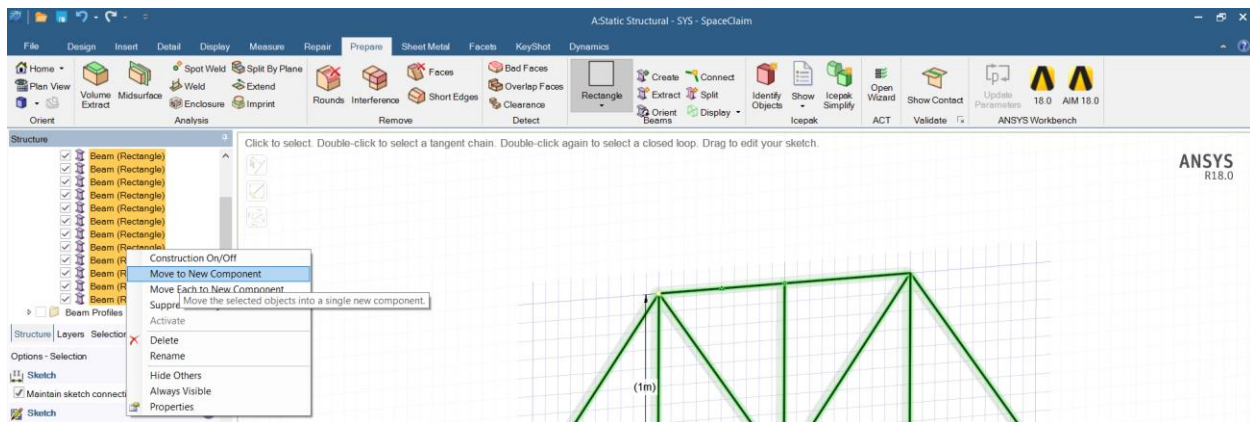 A:Static Structural - SYS - SpaceClaim
File Design Insert Detail Display Measure Repair Prepare Sheet Metal Facets KeyShot Dynamics
Home
Plan View
Orient
Volume Extract
Midsurface
Spot Weld
Weld
Enclosure
Split By Plane
Extend
Imprint
Analysis
Rounds
Interference
Faces
Short Edges
Remove
Bad Faces
Overlap Faces
Clearance
Detect
Rectangle
Create
Extract
Orient
Connect
Split
Display
Beams
Identify Objects
Show
Icepak Simplify
Icepak
Open Wizard
ACT
Show Contact
Validate
Update Parameters
18.0
AIM 18.0
ANSYS Workbench
Structure
Click to select. Double-click to select a tangent chain. Double-click again to select a closed loop. Drag to edit your sketch.
ANSYS
R18.0
Beam (Rectangle)
Beam (Rectangle)
Beam (Rectangle)
Beam (Rectangle)
Beam (Rectangle)
Beam (Rectangle)
Beam (Rectangle)
Beam (Rectangle)
Beam (R
Beam (R
Beam (R
Beam (R
Beam Profiles
Construction On/Off
Move to New Component
Move Each to New Component
Move the selected objects into a single new component.
Suppre
Activate
Delete
Rename
Hide Others
Always Visible
Properties
Structure Layers Selection
Options - Selection
Sketch
Maintain sketch connecti
Sketch
(1m)